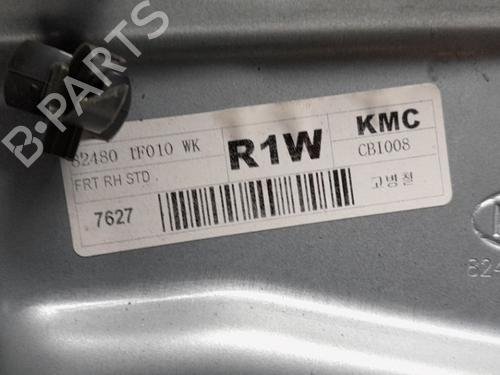 B-PARTS
82480 1F010 WK
R1W
KMC
FRT RH STD
CB1008
7627
고병철
824